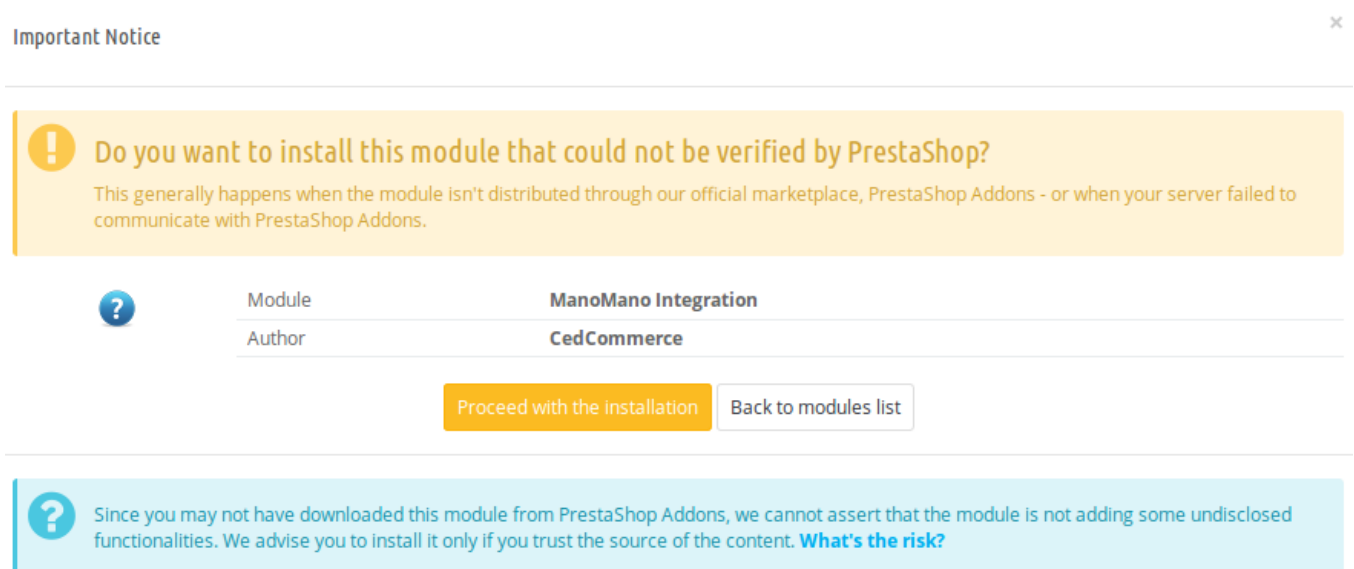 Important Notice
×
Do you want to install this module that could not be verified by PrestaShop?
This generally happens when the module isn't distributed through our official marketplace, PrestaShop Addons - or when your server failed to
communicate with PrestaShop Addons.
Module ManoMano Integration
Author CedCommerce
Proceed with the installation Back to modules list
Since you may not have downloaded this module from PrestaShop Addons, we cannot assert that the module is not adding some undisclosed
functionalities. We advise you to install it only if you trust the source of the content. What's the risk?